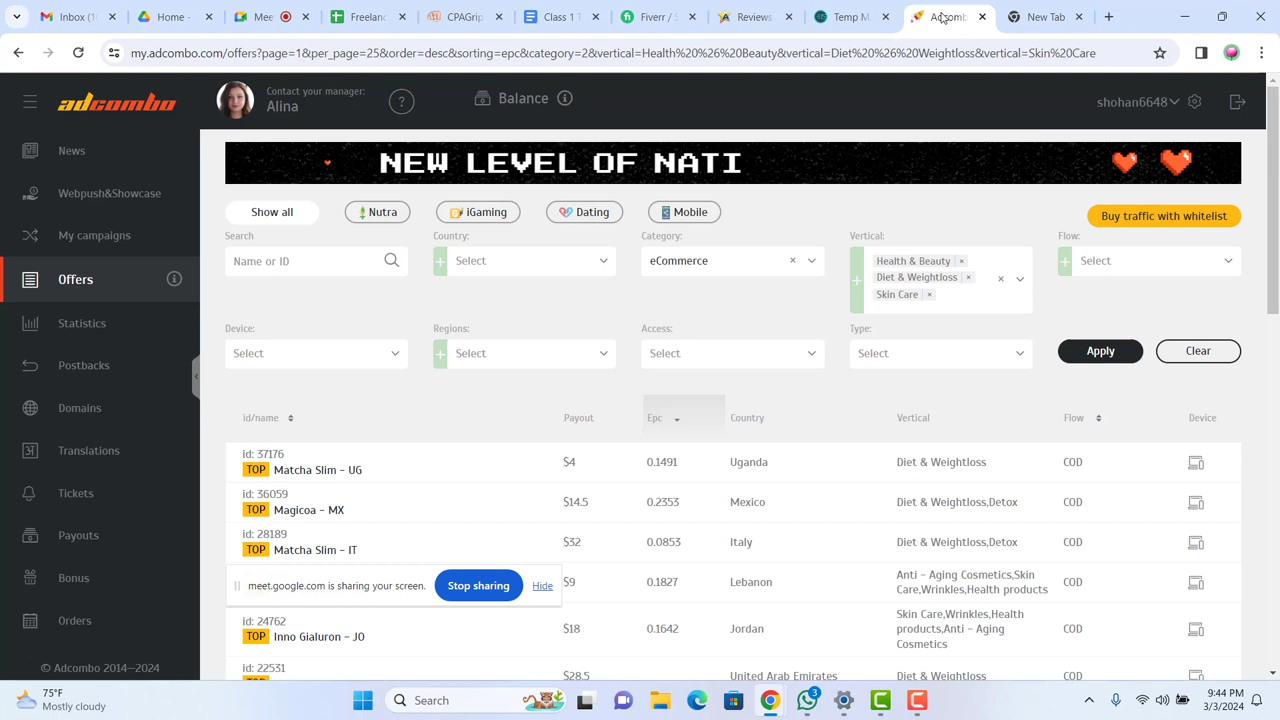 Inbox (1
Home -
Meet
Freelanc
CPAGrip
Class 1 T
Fiverr / S
Reviews
Temp M
Adcomb
New Tab
my.adcombo.com/offers?page=1&per_page=25&order=desc&sorting=erc&category=2&vertical=Health%20%26%20Beauty&vertical=Diet%20%26%20Weightloss&vertical=Skin%20Care
adcombo
Contact your manager:
Alina
?
Balance
shohan6648
News
Webpush&Showcase
My campaigns
Offers
Statistics
Postbacks
Domains
Translations
Tickets
Payouts
Bonus
Orders
© Adcombo 2014—2024
NEW LEVEL OF NATI
Show all
Nutra
iGaming
Dating
Mobile
Buy traffic with whitelist
Search
Country:
Category:
Vertical:
Flow:
Name or ID
Select
eCommerce
Health & Beauty
Diet & Weightloss
Skin Care
Select
Device:
Regions:
Access:
Type:
Select
Select
Select
Select
Apply
Clear
id/name
Payout
Epc
Country
Vertical
Flow
Device
id: 37176
TOP Matcha Slim – UG
$4
0.1491
Uganda
Diet & Weightloss
COD
id: 36059
TOP Magicoa – MX
$14.5
0.2353
Mexico
Diet & Weightloss,Detox
COD
id: 28189
TOP Matcha Slim – IT
$32
0.0853
Italy
Diet & Weightloss,Detox
COD
meet.google.com is sharing your screen.
Stop sharing
Hide
$9
0.1827
Lebanon
Anti – Aging Cosmetics,Skin
Care,Wrinkles,Health products
COD
id: 24762
TOP Inno Gialuron – JO
$18
0.1642
Jordan
Skin Care,Wrinkles,Health
products,Anti – Aging
Cosmetics
COD
id: 22531
$28.5
United Arab Emirates
Diet & Weightloss
COD
75°F
Mostly cloudy
Search
3
9:44 PM
3/3/2024